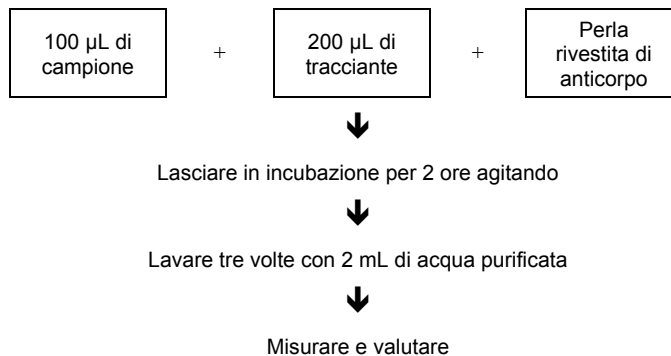 100 µL di
campione
+
200 µL di
tracciante
+
Perla
rivestita di
anticorpo
Lasciare in incubazione per 2 ore agitando
Lavare tre volte con 2 mL di acqua purificata
Misurare e valutare